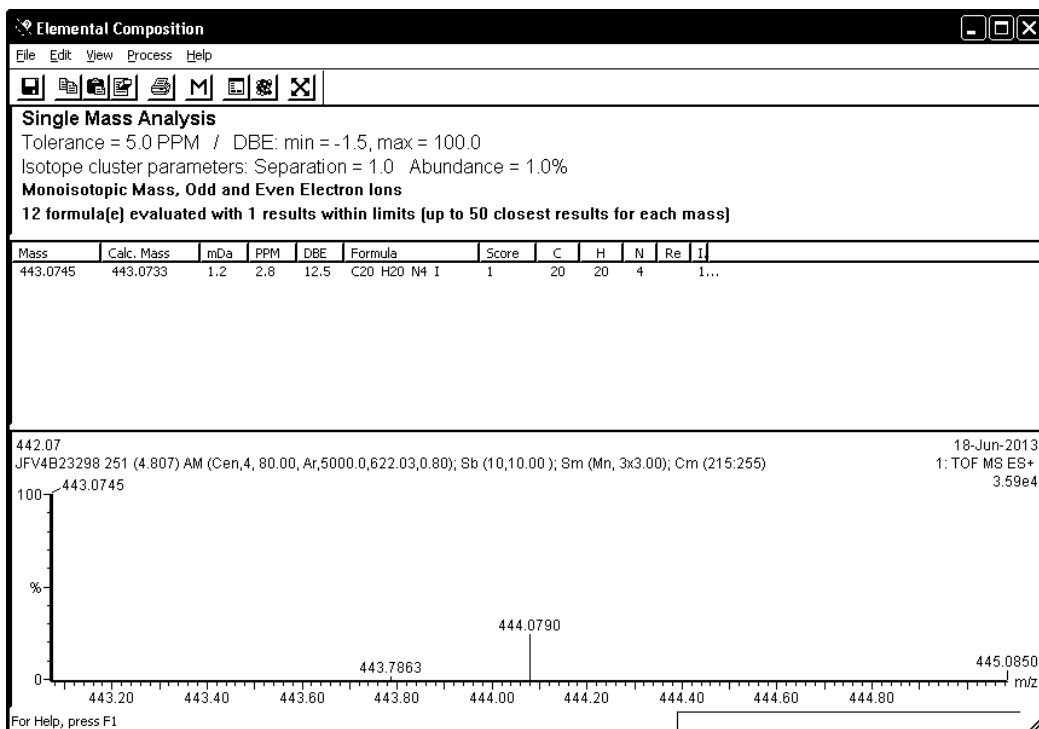 Elemental Composition
File Edit View Process Help
Single Mass Analysis
Tolerance = 5.0 PPM / DBE: min = -1.5, max = 100.0
Isotope cluster parameters: Separation = 1.0 Abundance = 1.0%
Monoisotopic Mass, Odd and Even Electron Ions
12 formula(e) evaluated with 1 results within limits (up to 50 closest results for each mass)
Mass Calc. Mass mDa PPM DBE Formula Score C H N Re I.
443.0745 443.0733 1.2 2.8 12.5 C20 H20 N4 I 1 20 20 4 1...
442.07 18-Jun-2013
JFV4B23298 251 (4.807) AM (Cen,4, 80.00, Ar,5000.0,622.03,0.80); Sb (10,10.00 ); Sm (Mn, 3x3.00); Cm (215:255) 1: TOF MS ES+
3.59e4
443.0745
100
%
444.0790
443.7863
445.0850
0
m/z
443.20 443.40 443.60 443.80 444.00 444.20 444.40 444.60 444.80
For Help, press F1